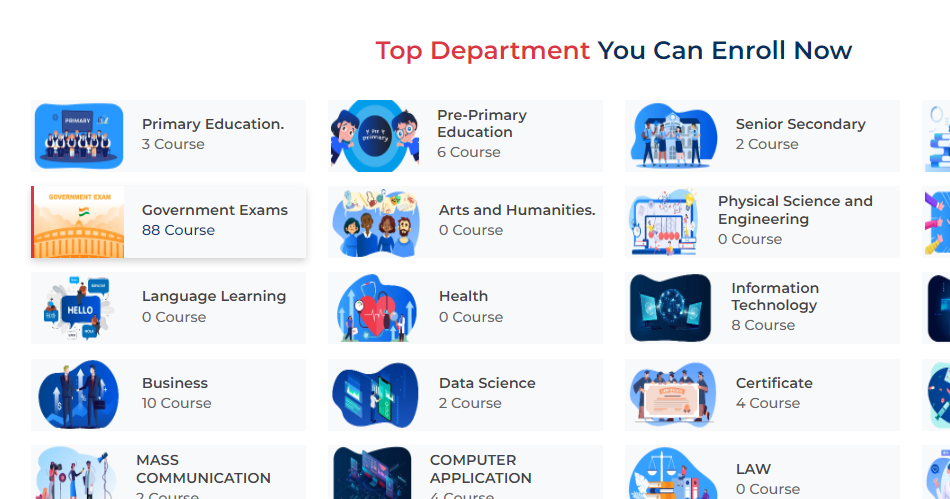 Top Department You Can Enroll Now
Primary Education.
3 Course
Pre-Primary
Education
6 Course
Senior Secondary
2 Course
Government Exams
88 Course
Arts and Humanities.
0 Course
Physical Science and
Engineering
0 Course
Language Learning
0 Course
Health
0 Course
Information
Technology
8 Course
Business
10 Course
Data Science
2 Course
Certificate
4 Course
MASS
COMMUNICATION
2 Course
COMPUTER
APPLICATION
4 Course
LAW
0 Course
PRIMARY
GOVERNMENT EXAM
HELLO